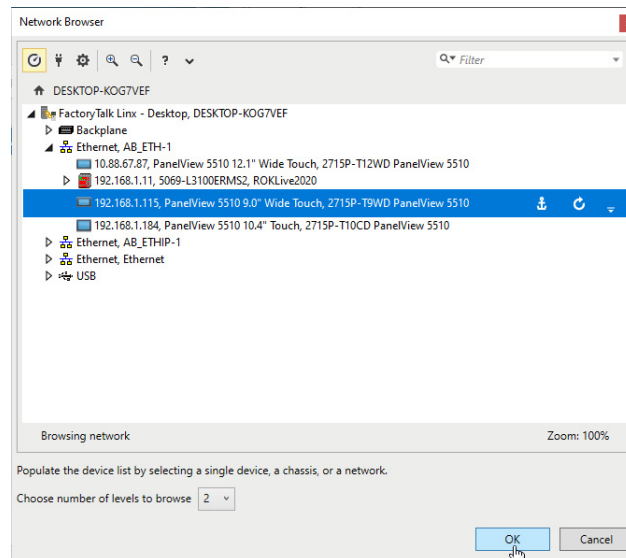 Network Browser
? Filter
DESKTOP-KOG7VEF
FactoryTalk Linx - Desktop, DESKTOP-KOG7VEF
Backplane
Ethernet, AB_ETH-1
10.88.67.87, PanelView 5510 12.1" Wide Touch, 2715P-T12WD PanelView 5510
192.168.1.11, 5069-L3100ERMS2, ROKLive2020
192.168.1.115, PanelView 5510 9.0" Wide Touch, 2715P-T9WD PanelView 5510
192.168.1.184, PanelView 5510 10.4" Touch, 2715P-T10CD PanelView 5510
Ethernet, AB_ETHIP-1
Ethernet, Ethernet
USB
Browsing network Zoom: 100%
Populate the device list by selecting a single device, a chassis, or a network.
Choose number of levels to browse 2
OK Cancel